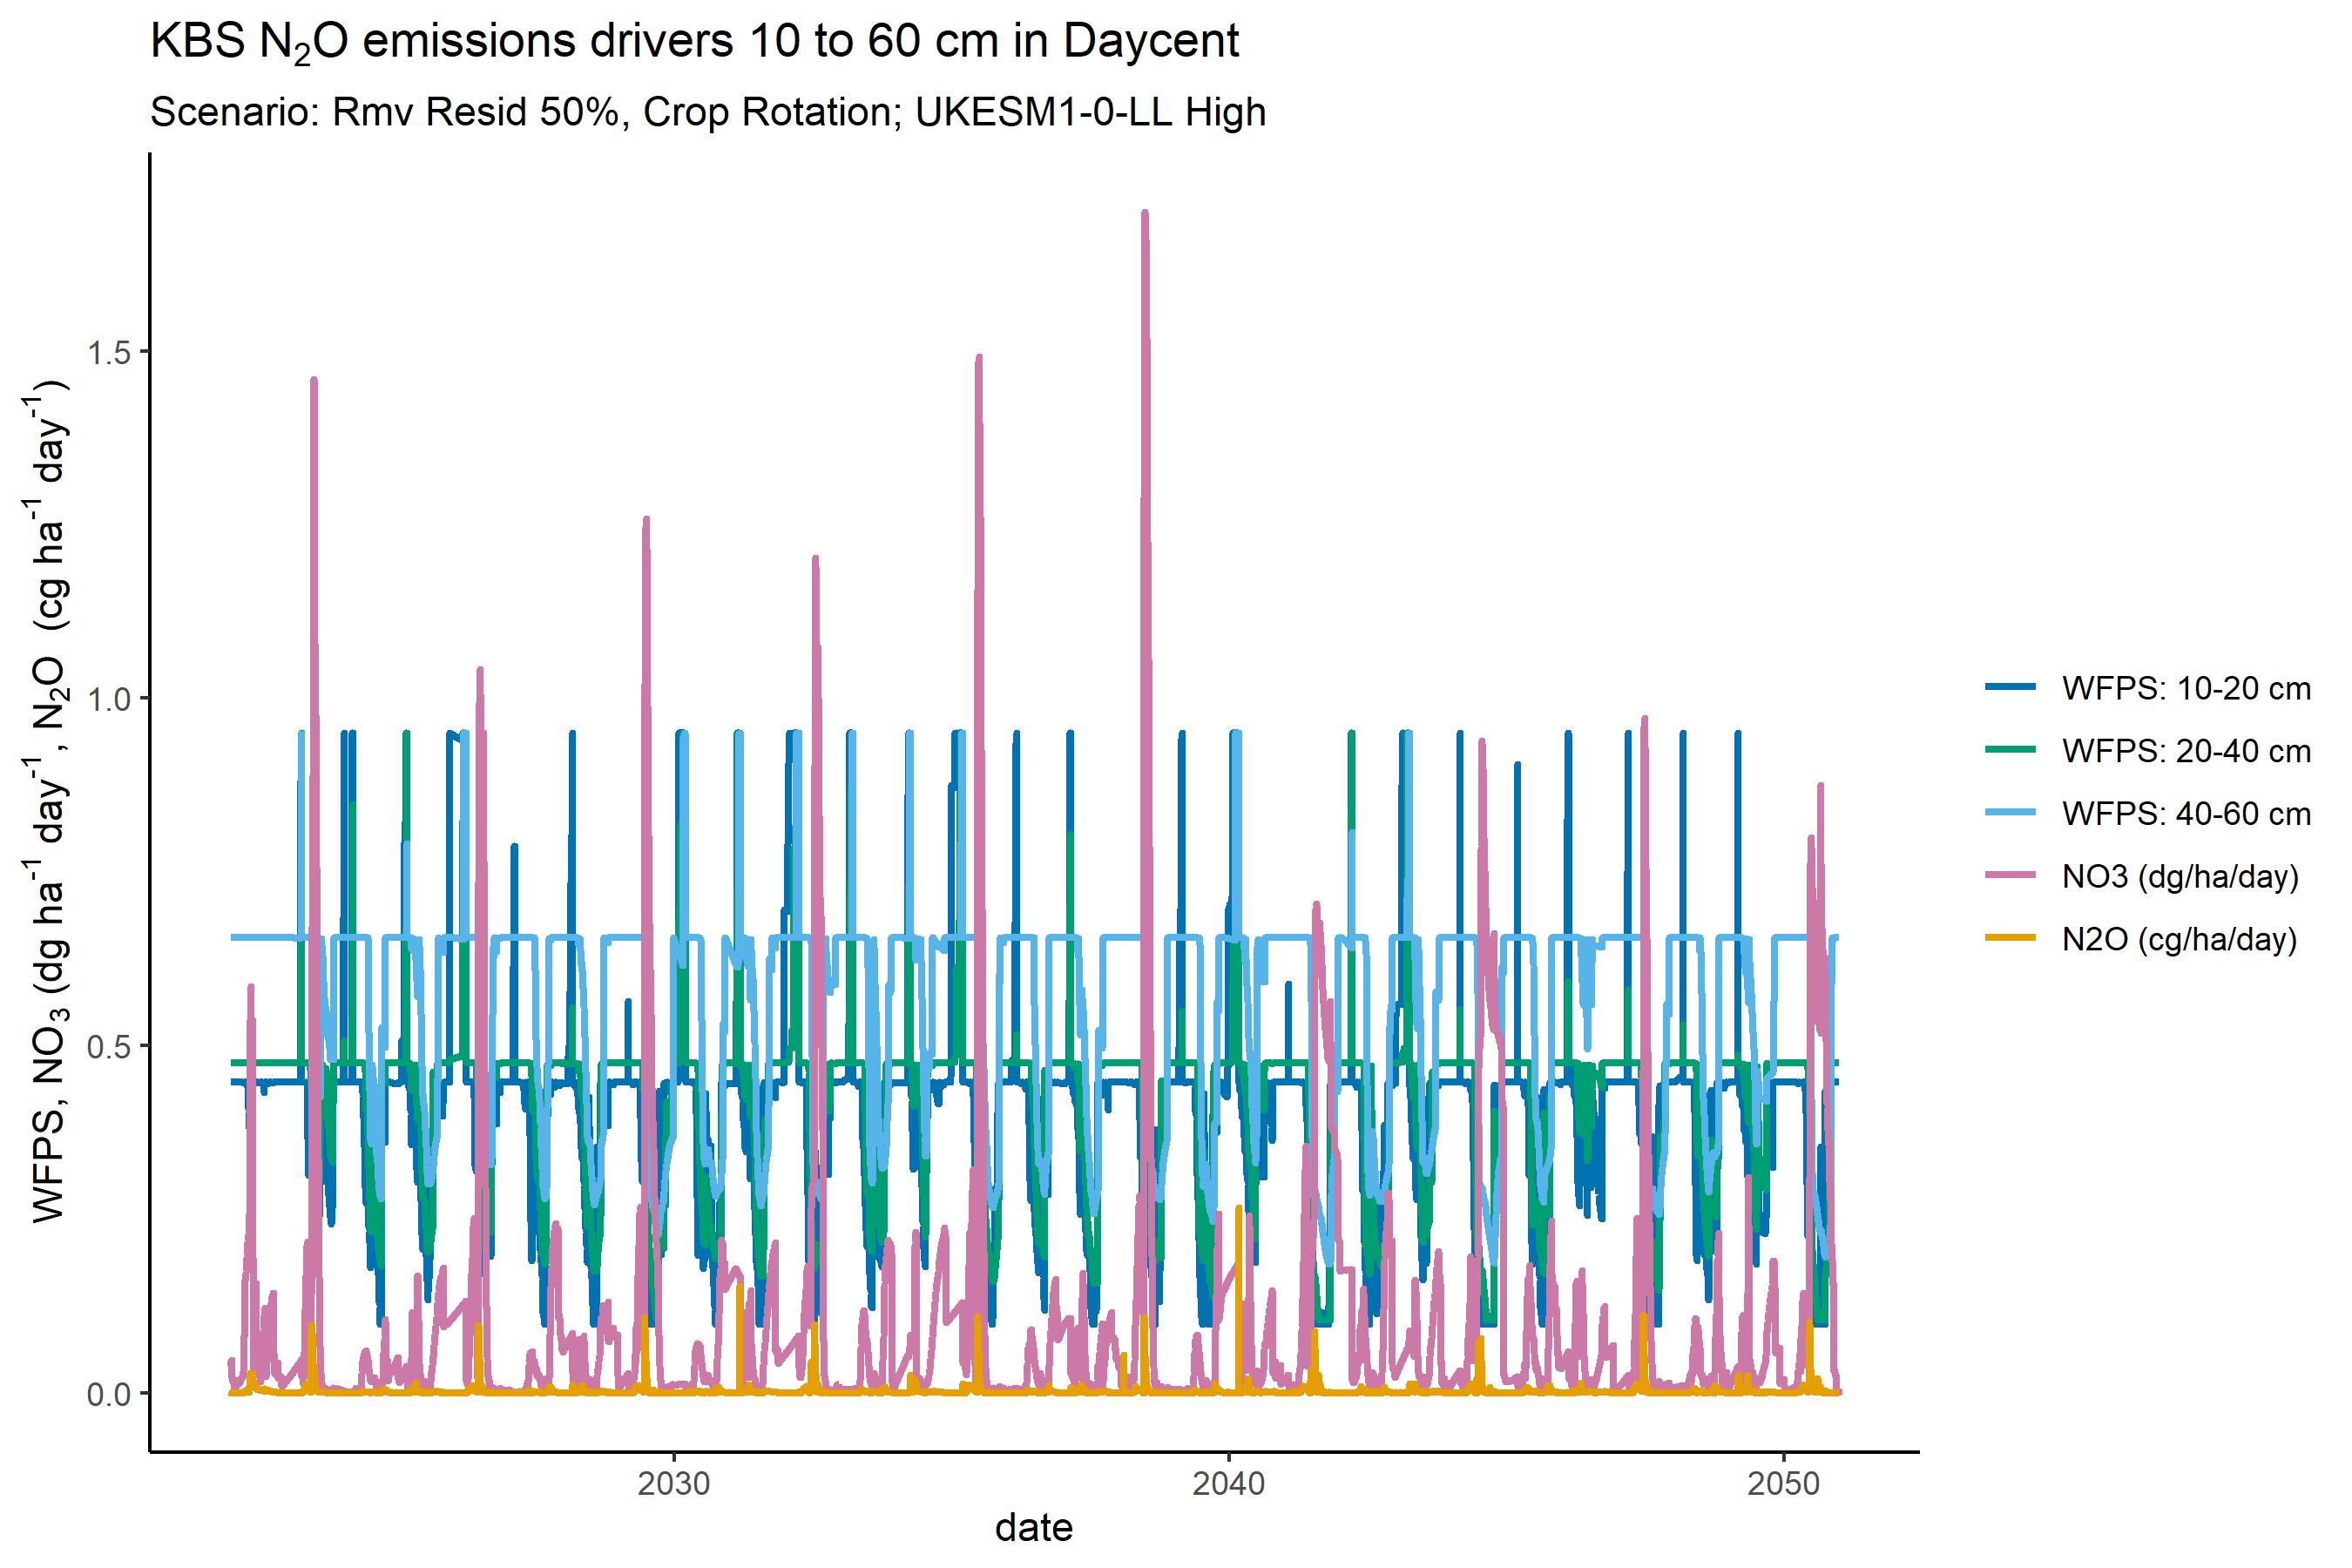 KBS N₂O emissions drivers 10 to 60 cm in Daycent
Scenario: Rmv Resid 50%, Crop Rotation; UKESM1-0-LL High
WFPS, NO₃ (dg ha⁻¹ day⁻¹, N₂O (cg ha⁻¹ day⁻¹)
1.5
1.0
0.5
0.0
2030
2040
2050
date
WFPS: 10-20 cm
WFPS: 20-40 cm
WFPS: 40-60 cm
NO3 (dg/ha/day)
N2O (cg/ha/day)